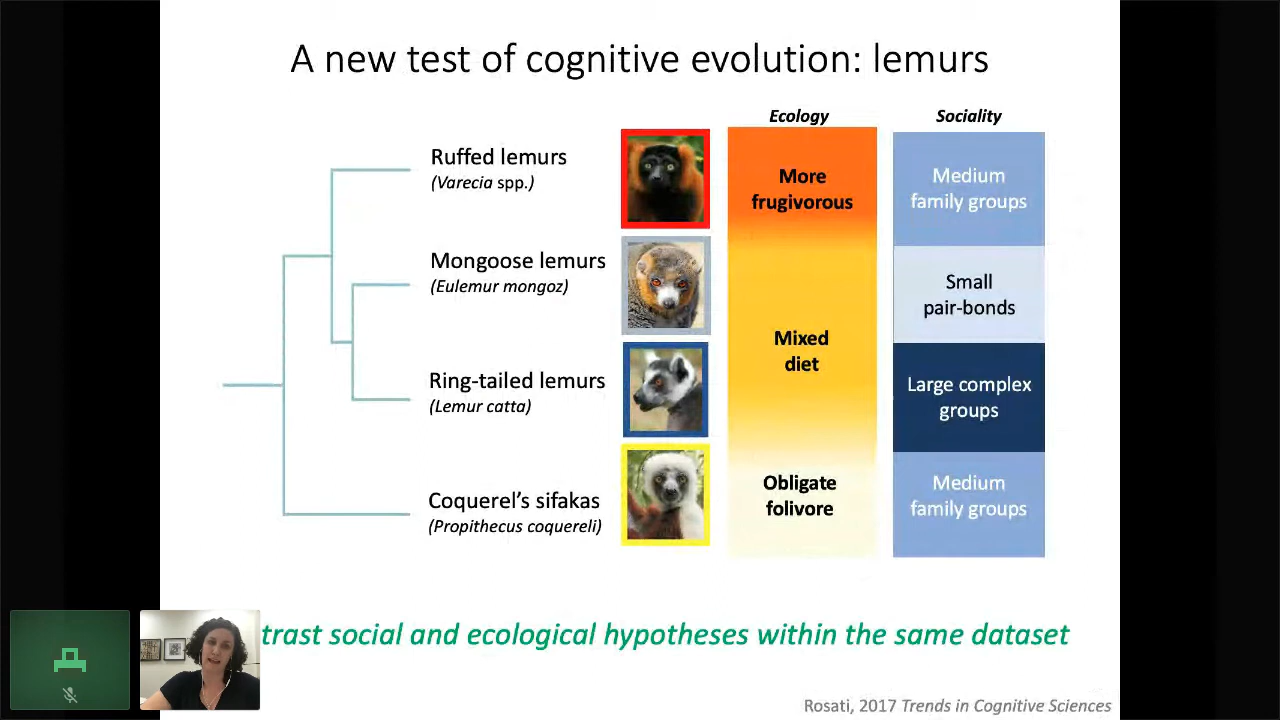 A new test of cognitive evolution: lemurs
Ecology
Sociality
Ruffed lemurs
(Varecia spp.)
More
frugivorous
Medium
family groups
Mongoose lemurs
(Eulemur mongoz)
Small
pair-bonds
Mixed
diet
Ring-tailed lemurs
(Lemur catta)
Large complex
groups
Coquerel's sifakas
(Propithecus coquereli)
Obligate
folivore
Medium
family groups
trast social and ecological hypotheses within the same dataset
Rosati, 2017 Trends in Cognitive Sciences